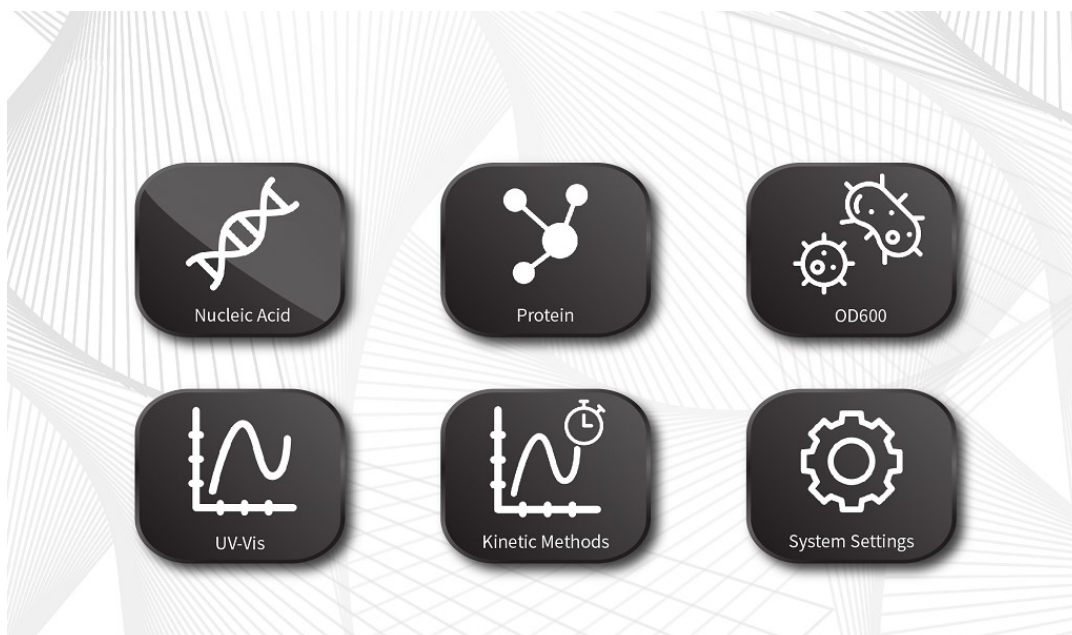 Nucleic Acid
Protein
OD600
UV-Vis
Kinetic Methods
System Settings